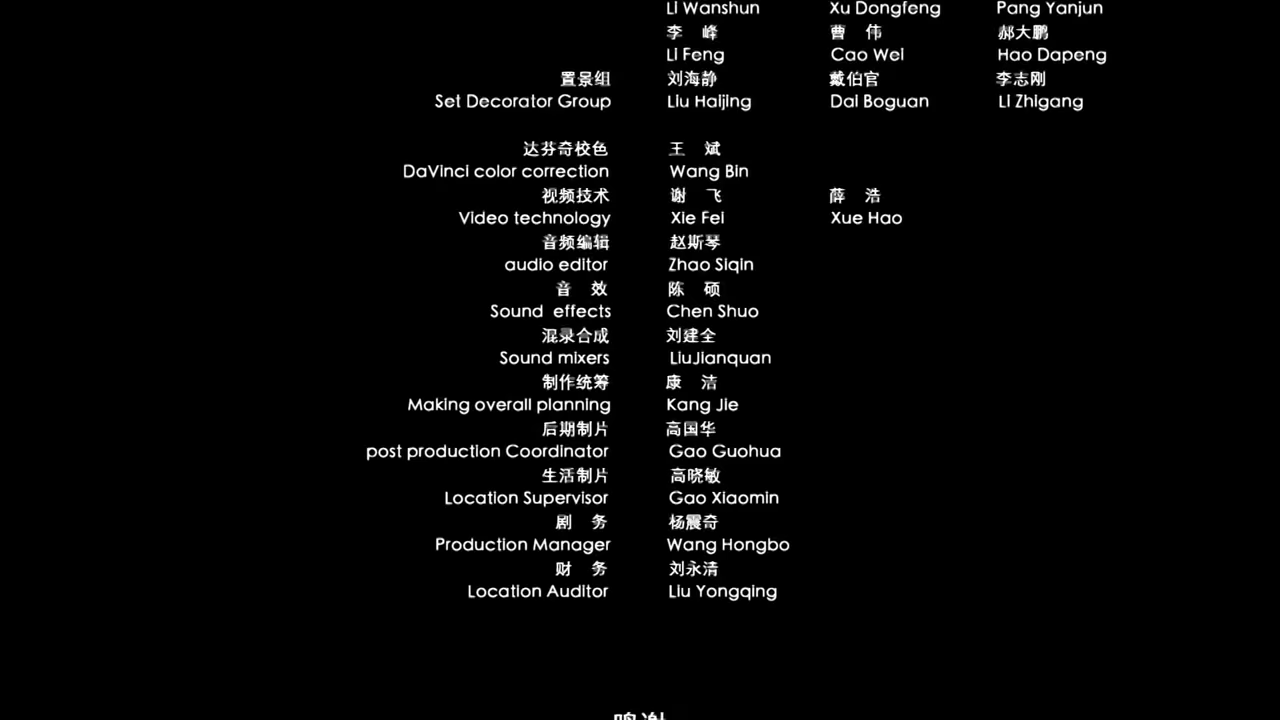 Li Wanshun Xu Dongfeng Pang Yanjun
李 峰 曹 伟 郝大鹏
Li Feng Cao Wei Hao Dapeng
置景组 刘海静 戴伯官 李志刚
Set Decorator Group Liu Haijing Dai Boguan Li Zhigang
达芬奇校色 王 斌
DaVinci color correction Wang Bin
视频技术 谢 飞 薛 浩
Video technology Xie Fei Xue Hao
音频编辑 赵斯琴
audio editor Zhao Siqin
音 效 陈 硕
Sound effects Chen Shuo
混录合成 刘建全
Sound mixers LiuJianquan
制作统筹 康 洁
Making overall planning Kang Jie
后期制片 高国华
post production Coordinator Gao Guohua
生活制片 高晓敏
Location Supervisor Gao Xiaomin
剧 务 杨震奇
Production Manager Wang Hongbo
财 务 刘永清
Location Auditor Liu Yongqing
鸣谢